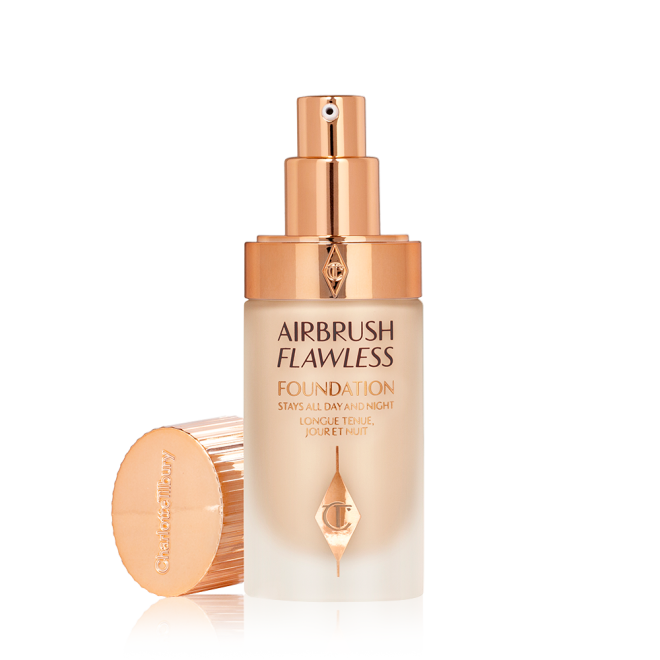 AIRBRUSH
FLAWLESS
FOUNDATION
STAYS ALL DAY AND NIGHT
LONGUE TENUE,
JOUR ET NUIT
CT
CT
Charlotte Tilbury